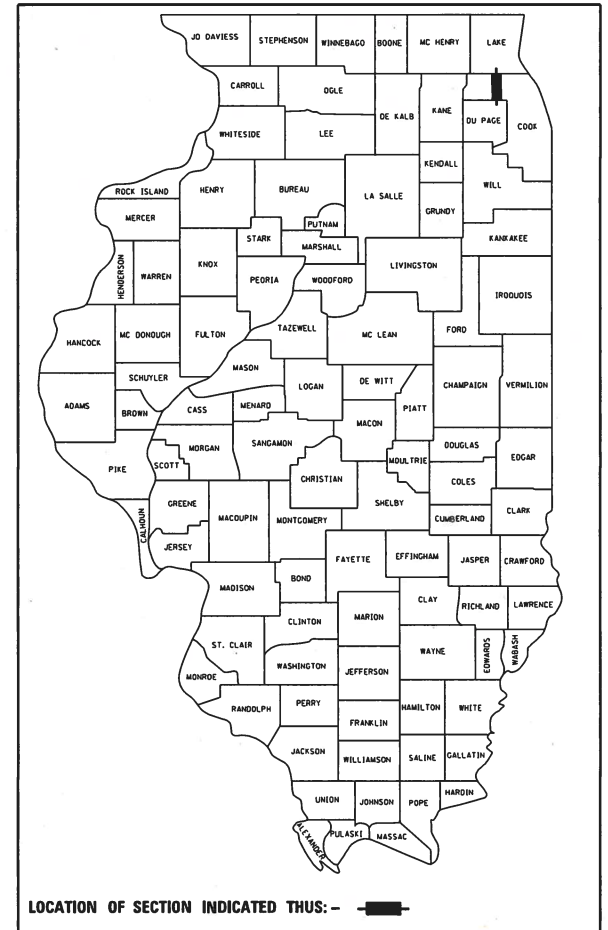 JO DAVIESS
STEPHENSON
WINNEBAGO
BOONE
MC HENRY
LAKE
CARROLL
OGLE
DE KALB
KANE
DU PAGE
COOK
WHITESIDE
LEE
KENDALL
WILL
ROCK ISLAND
HENRY
BUREAU
LA SALLE
GRUNDY
MERCER
PUTNAM
STARK
MARSHALL
KANKAKEE
HENDERSON
WARREN
KNOX
PEORIA
WOODFORD
LIVINGSTON
IROQUOIS
HANCOCK
MC DONOUGH
FULTON
TAZEWELL
MC LEAN
FORD
MASON
SCHUYLER
LOGAN
DE WITT
CHAMPAIGN
VERMILION
ADAMS
BROWN
CASS
MENARD
PIATT
MACON
MORGAN
SANGAMON
DOUGLAS
EDGAR
PIKE
SCOTT
CHRISTIAN
MOULTRIE
COLES
SHELBY
GREENE
CALHOUN
MACOUPIN
MONTGOMERY
CUMBERLAND
CLARK
JERSEY
FAYETTE
EFFINGHAM
JASPER
CRAWFORD
MADISON
BOND
CLAY
RICHLAND
LAWRENCE
CLINTON
MARION
ST. CLAIR
WAYNE
EDWARDS
WABASH
WASHINGTON
JEFFERSON
MONROE
RANDOLPH
PERRY
HAMILTON
WHITE
FRANKLIN
JACKSON
WILLIAMSON
SALINE
GALLATIN
UNION
JOHNSON
POPE
HARDIN
ALEXANDER
PULASKI
MASSAC
LOCATION OF SECTION INDICATED THUS:-